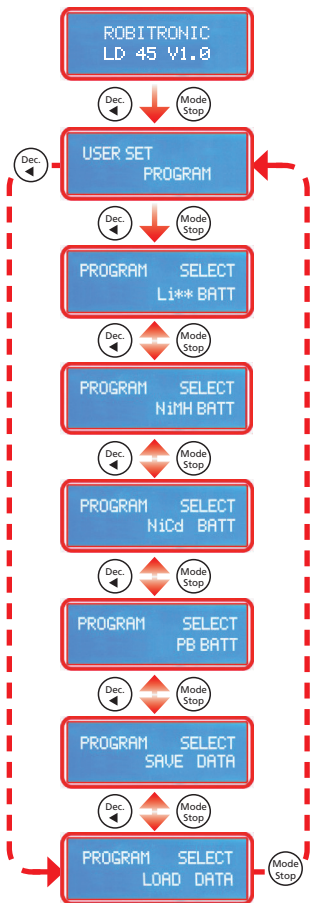 ROBITRONIC
LD 45 V1.0
Dec. Mode
◀ Stop
Dec.
◀
USER SET
PROGRAM
Dec. Mode
◀ Stop
PROGRAM SELECT
Li** BATT
Dec. Mode
◀ Stop
PROGRAM SELECT
NiMH BATT
Dec. Mode
◀ Stop
PROGRAM SELECT
NiCd BATT
Dec. Mode
◀ Stop
PROGRAM SELECT
PB BATT
Dec. Mode
◀ Stop
PROGRAM SELECT
SAVE DATA
Dec. Mode
◀ Stop
PROGRAM SELECT
LOAD DATA
Mode
Stop